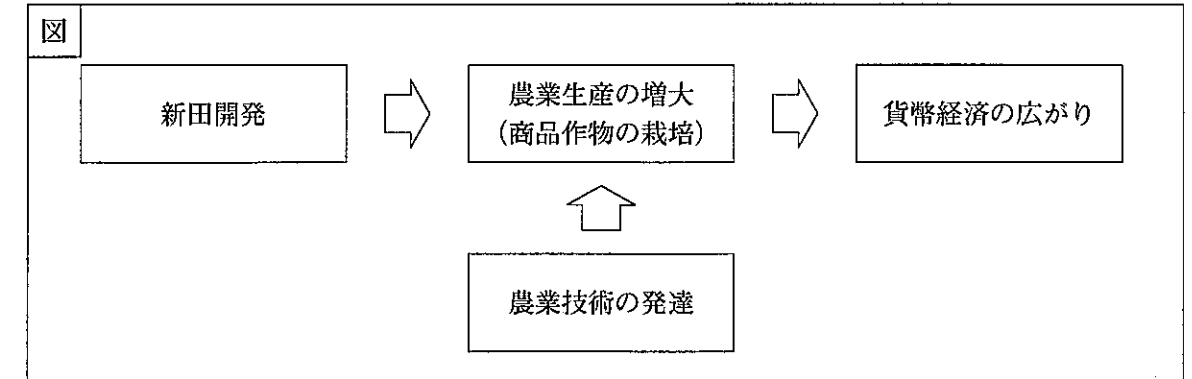 図
新田開発
農業生産の増大
(商品作物の栽培)
貨幣経済の広がり
農業技術の発達